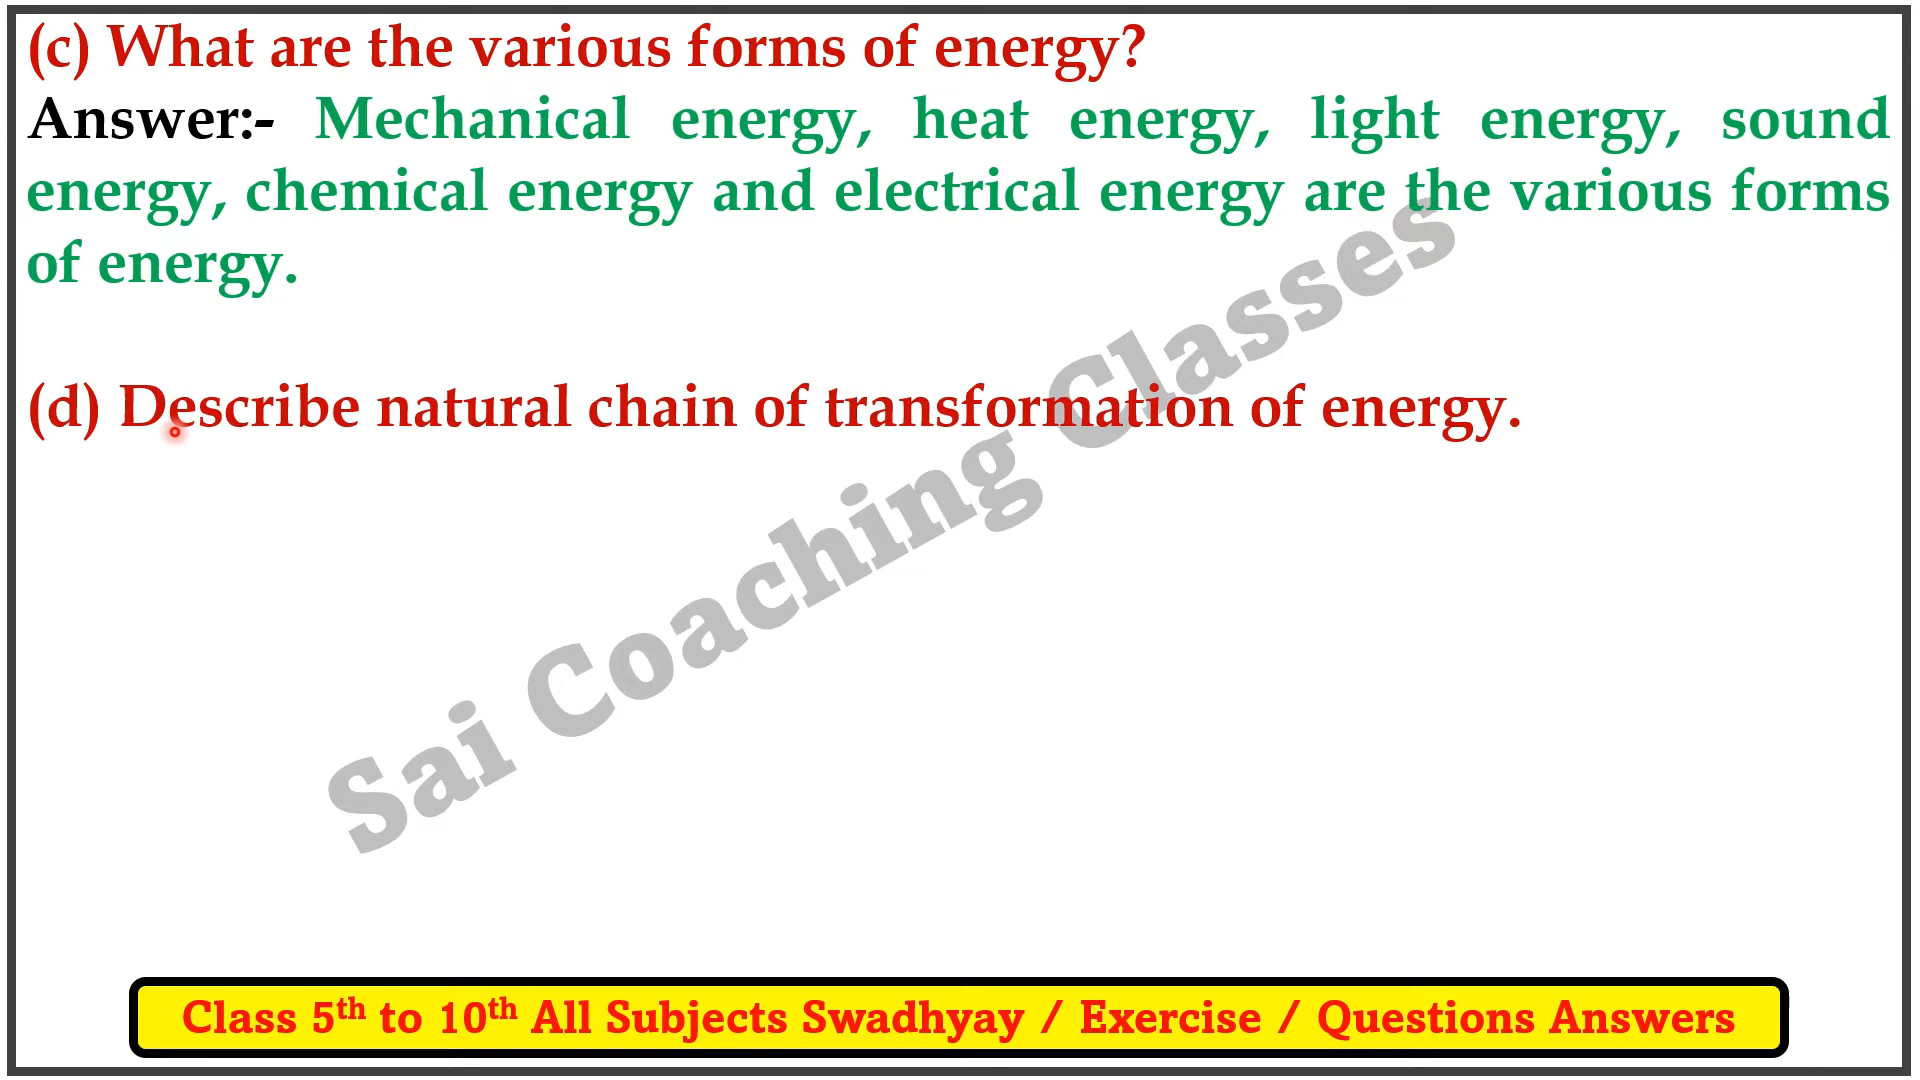 (c) What are the various forms of energy?
Answer:- Mechanical energy, heat energy, light energy, sound
energy, chemical energy and electrical energy are the various forms
of energy.
(d) Describe natural chain of transformation of energy.
Sai Coaching Classes
Class 5th to 10th All Subjects Swadhyay / Exercise / Questions Answers